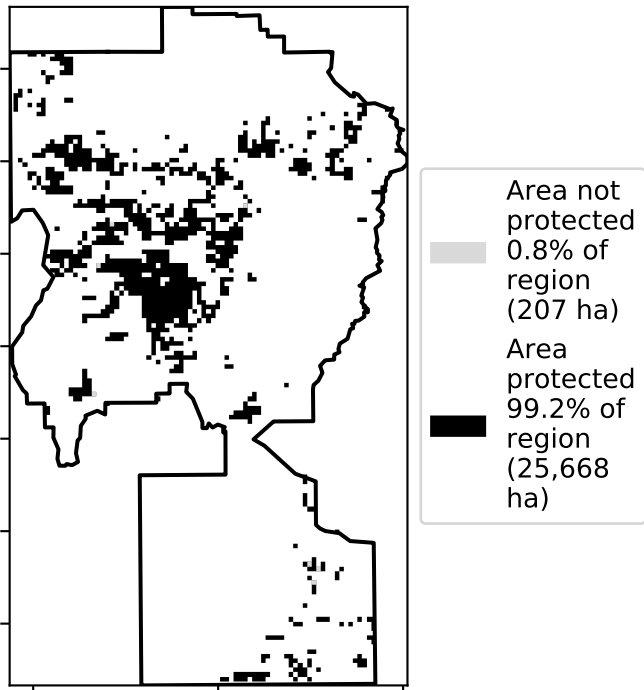 Area not
protected
0.8% of
region
(207 ha)
Area
protected
99.2% of
region
(25,668
ha)